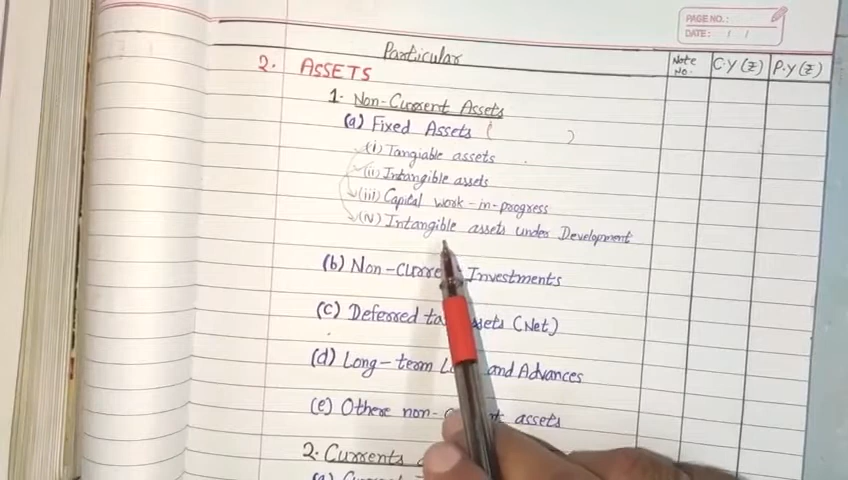 PAGE NO.:
DATE: / /
Particular
Note No. C.Y (₹) P.Y (₹)
2. ASSETS
1. Non-Current Assets
(a) Fixed Assets ( )
(i) Tangiable assets
(ii) Intangible assets
(iii) Capital work-in-progress
(iv) Intangible assets under Development
(b) Non-Curre Investments
(c) Deferred ta ssets (Net)
(d) Long-term L and Advances
(e) Othere non- assets
2. Currents